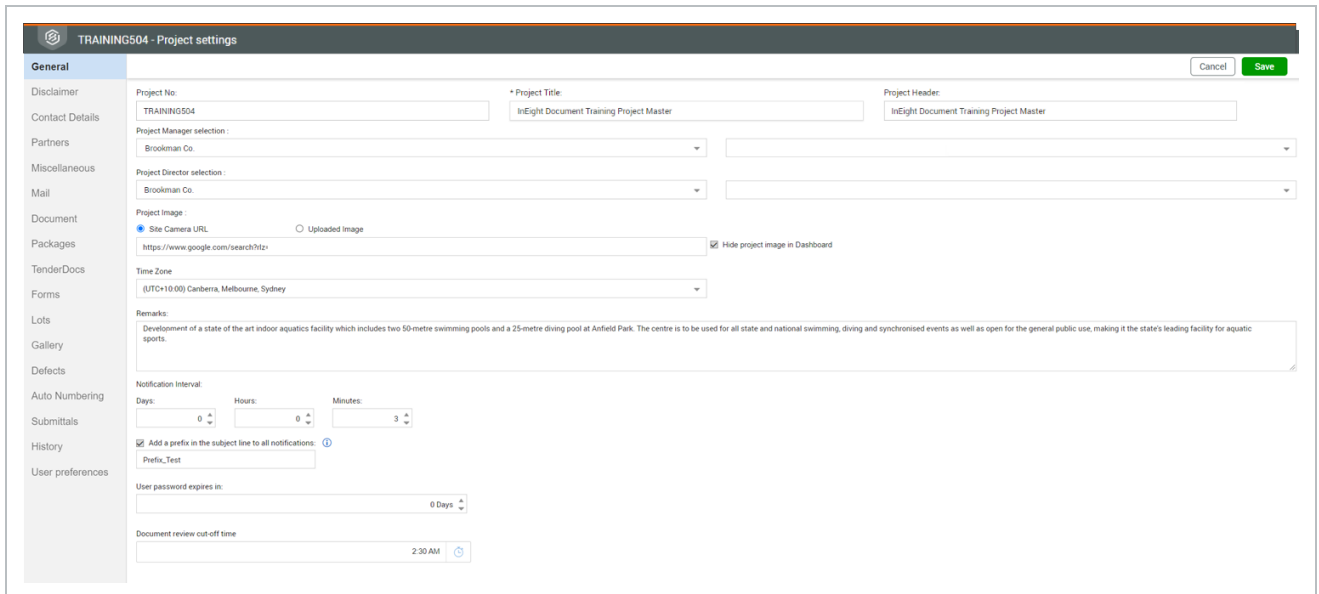 TRAINING504 - Project settings
General
Cancel
Save
Disclaimer
Contact Details
Partners
Miscellaneous
Mail
Document
Packages
TenderDocs
Forms
Lots
Gallery
Defects
Auto Numbering
Submittals
History
User preferences
Project No:
* Project Title:
Project Header:
TRAINING504
InEight Document Training Project Master
InEight Document Training Project Master
Project Manager selection :
Brookman Co.
Project Director selection :
Brookman Co.
Project Image :
Site Camera URL
Uploaded Image
https://www.google.com/search?rlz=
Hide project image in Dashboard
Time Zone
(UTC+10:00) Canberra, Melbourne, Sydney
Remarks:
Development of a state of the art indoor aquatics facility which includes two 50-metre swimming pools and a 25-metre diving pool at Anfield Park. The centre is to be used for all state and national swimming, diving and synchronised events as well as open for the general public use, making it the state's leading facility for aquatic
sports.
Notification Interval:
Days:
Hours:
Minutes:
0
0
3
Add a prefix in the subject line to all notifications:
Prefix_Test
User password expires in:
0 Days
Document review cut-off time
2:30 AM